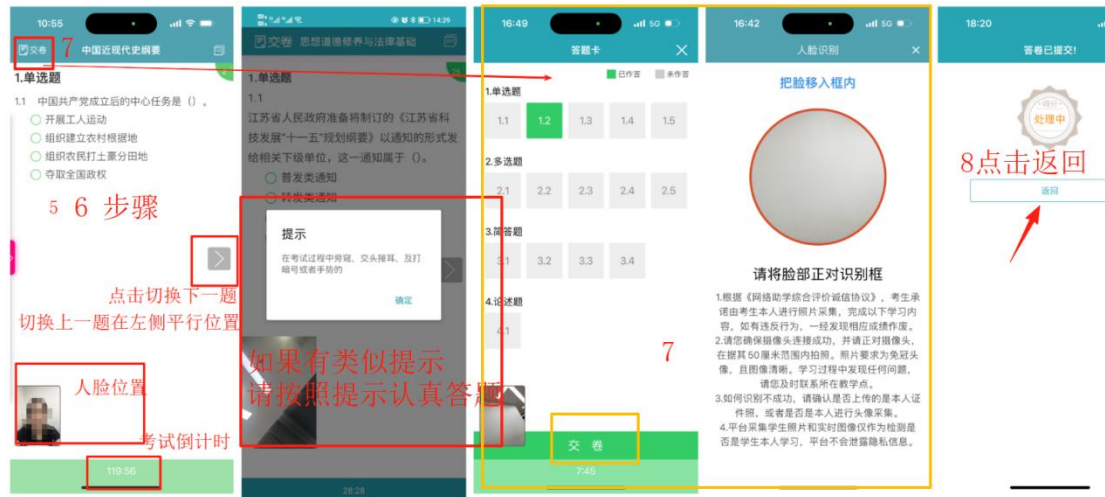 10:55
交卷
7
中国近现代史纲要
1.单选题
1.1 中国共产党成立后的中心任务是（）。
开展工人运动
组织建立农村根据地
组织农民打土豪分田地
夺取全国政权
5 6 步骤
点击切换下一题
切换上一题在左侧平行位置
人脸位置
考试倒计时
119:56
14:39
交卷 思想道德修养与法律基础
1.单选题
1.1
江苏省人民政府准备将制订的《江苏省科
技发展"十一五"规划纲要》以通知的形式发
给相关下级单位，这一通知属于（）。
普发类通知
转发类通知
提示
在考试过程中旁窥、交头接耳、互打
暗号或者手势的
确定
如果有类似提示
请按照提示认真答题
28:28
16:49
5G
答题卡
已作答 未作答
1.单选题
1.1 1.2 1.3 1.4 1.5
2.多选题
2.1 2.2 2.3 2.4 2.5
3.简答题
3.1 3.2 3.3 3.4
4.论述题
4.1
7
交 卷
7:45
16:42
5G
人脸识别
把脸移入框内
请将脸部正对识别框
1.根据《网络助学综合评价诚信协议》，考生承
诺由考生本人进行照片采集，完成以下学习内
容，如有违反行为，一经发现相应成绩作废。
2.请您确保摄像头连接成功，并请正对摄像头，
在据其50厘米范围内拍照。照片要求为免冠头
像，且图像清晰。学习过程中发现任何问题，
请您及时联系所在教学点。
3.如何识别不成功，请确认是否上传的是本人证
件照，或者是否是本人进行头像采集。
4.平台采集学生照片和实时图像仅作为检测是
否是学生本人学习，平台不会泄露隐私信息。
18:20
答卷已提交!
得分
处理中
8点击返回
返回